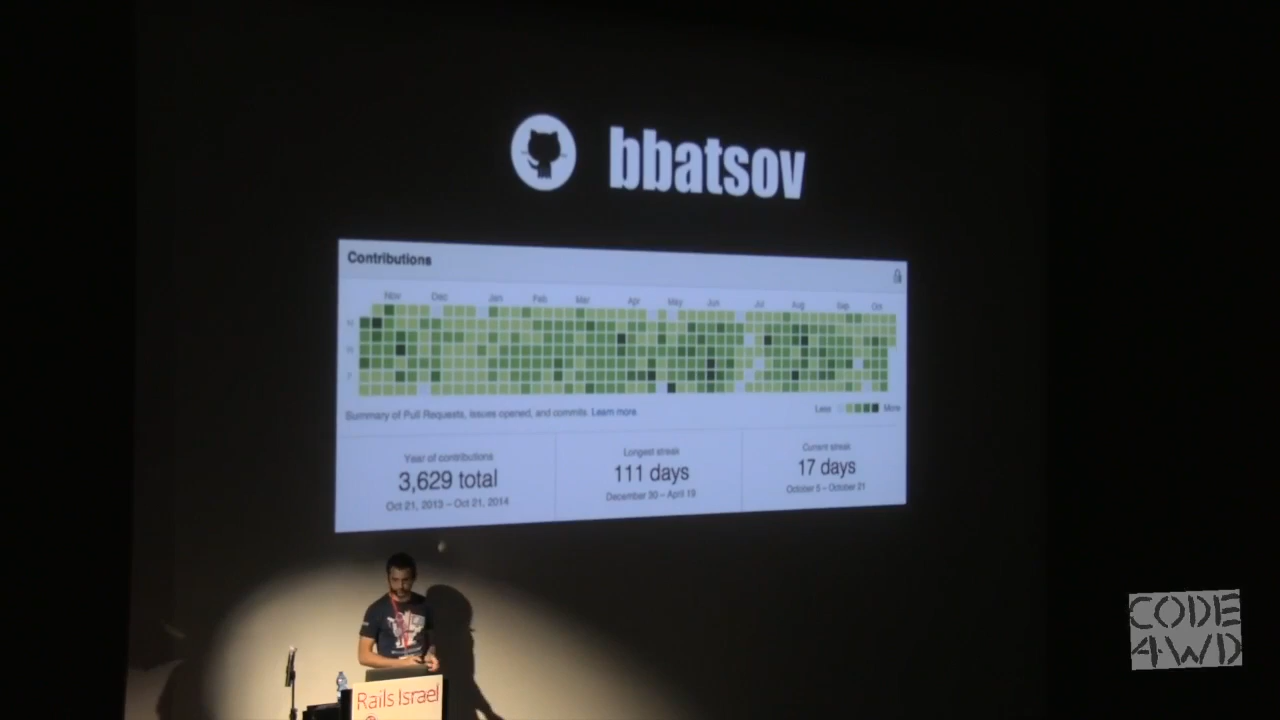 bbatsov
Contributions
Nov Dec Jan Feb Mar Apr May Jun Jul Aug Sep Oct
M
W
F
Summary of Pull Requests, issues opened, and commits. Learn more
Less More
Year of contributions
3,629 total
Oct 21, 2013 – Oct 21, 2014
Longest streak
111 days
December 30 – April 19
Current streak
17 days
October 5 – October 21
Rails Israel
CODE
4WD